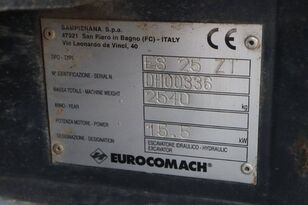 SAMPIERANA S.p.a.
47021 San Piero in Bagno (FC) - ITALY
Via Leonardo da Vinci, 40
CE
TIPO - TYPE ES 25 ZT
N° IDENTIFICAZIONE - SERIAL N. DH00336
MASSA TOTALE - MACHINE WEIGHT 2540 kg
ANNO - YEAR
POTENZA MOTORE - POWER 15.5 kW
DESIGNAZIONE - DESIGNATION ESCAVATORE IDRAULICO - HYDRAULIC
EXCAVATOR
EUROCOMACH®